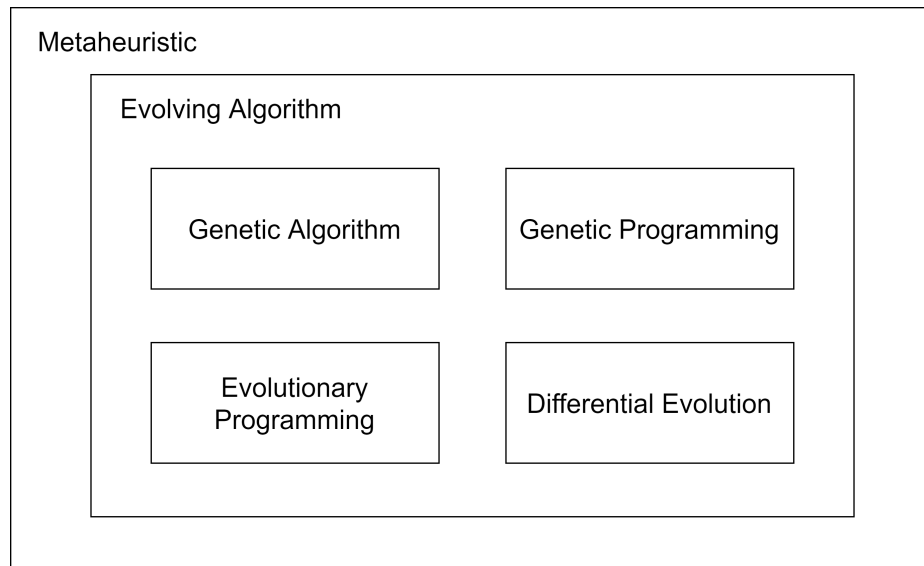 Metaheuristic
Evolving Algorithm
Genetic Algorithm
Genetic Programming
Evolutionary
Programming
Differential Evolution